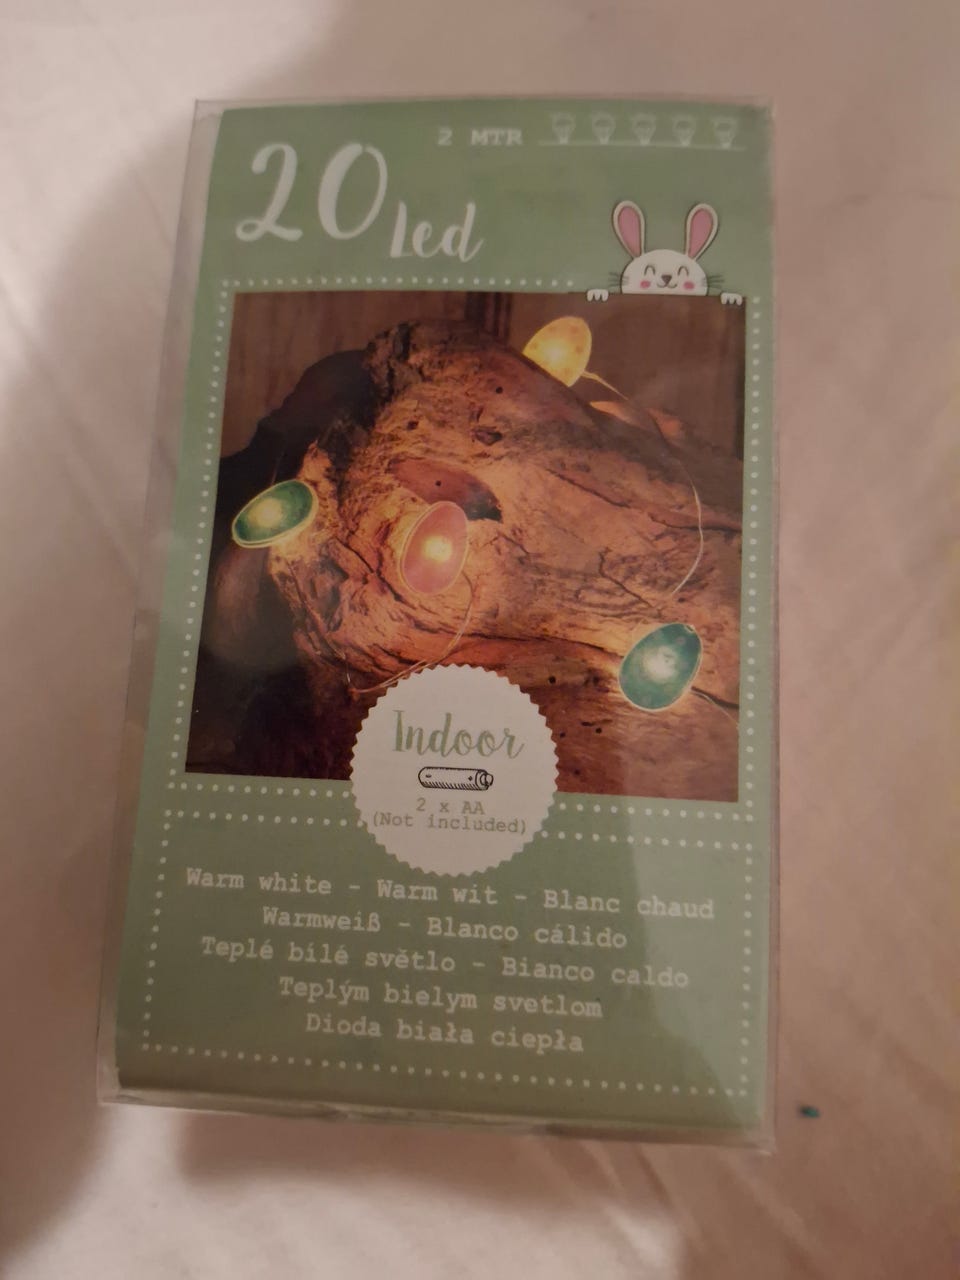 2 MTR
20 Led
Indoor
2 x AA
(Not included)
Warm white - Warm wit - Blanc chaud
Warmweiß - Blanco cálido
Teplé bílé světlo - Bianco caldo
Teplým bielym svetlom
Dioda biała ciepła